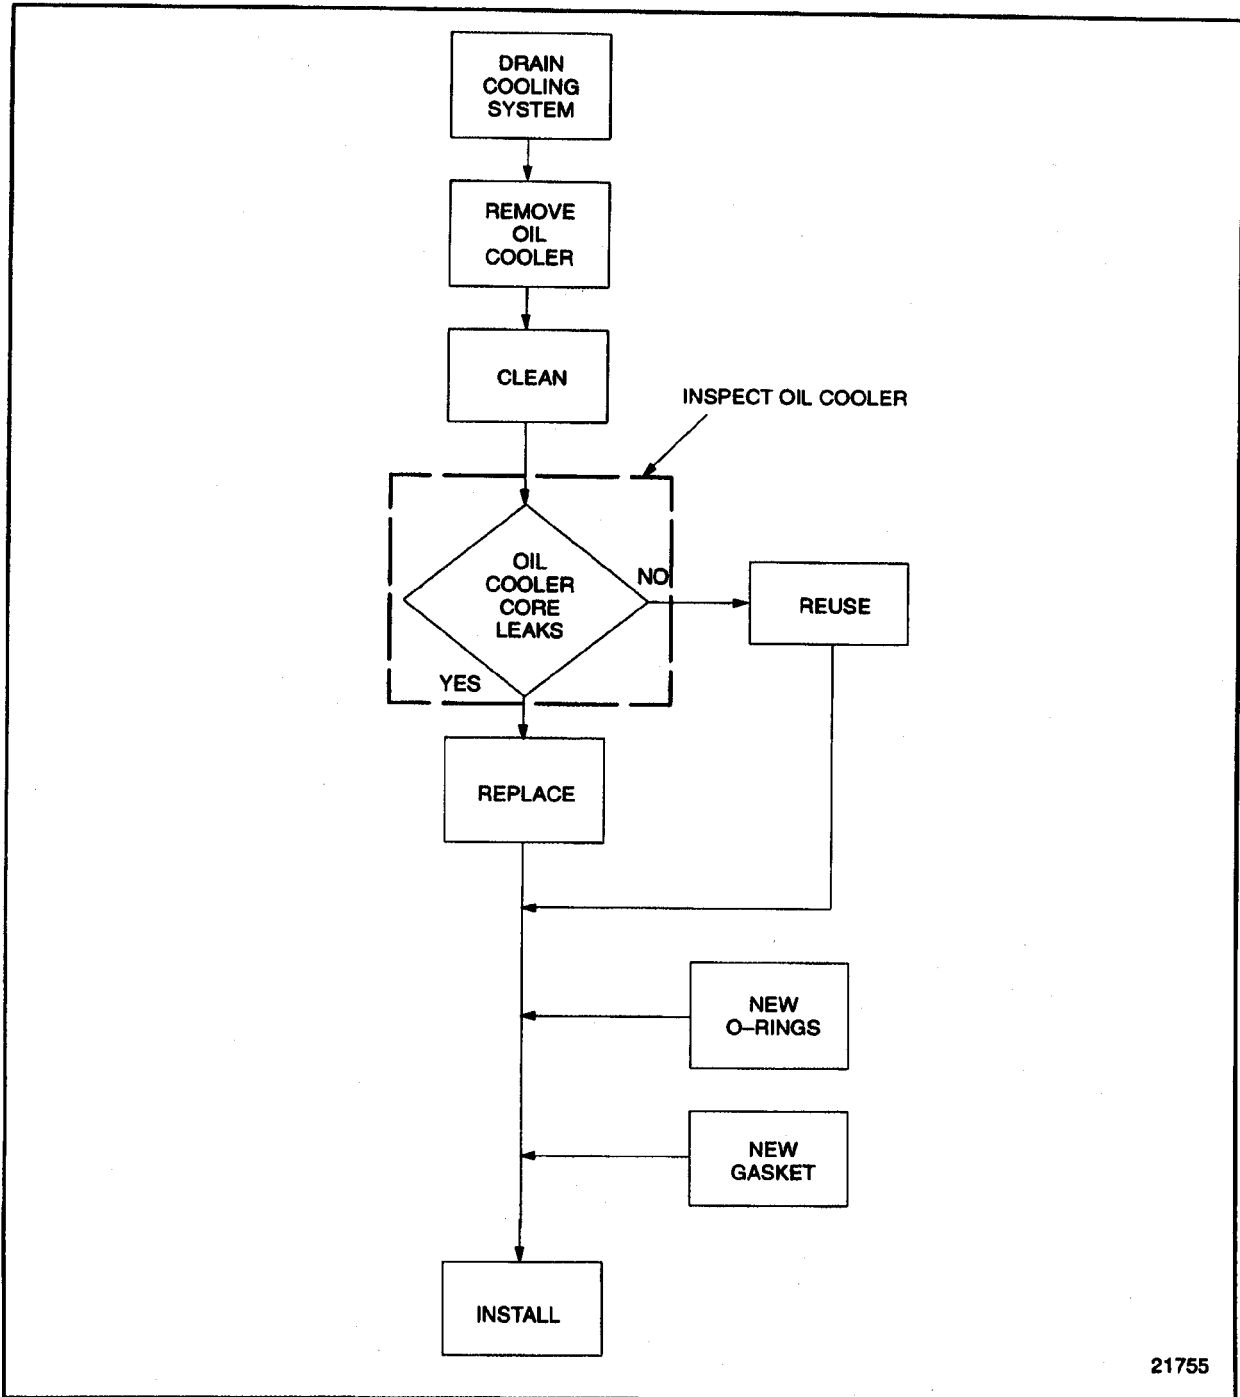 DRAIN
COOLING
SYSTEM
REMOVE
OIL
COOLER
CLEAN
INSPECT OIL COOLER
OIL
COOLER
CORE
LEAKS
NO
REUSE
YES
REPLACE
NEW
O–RINGS
NEW
GASKET
INSTALL
21755